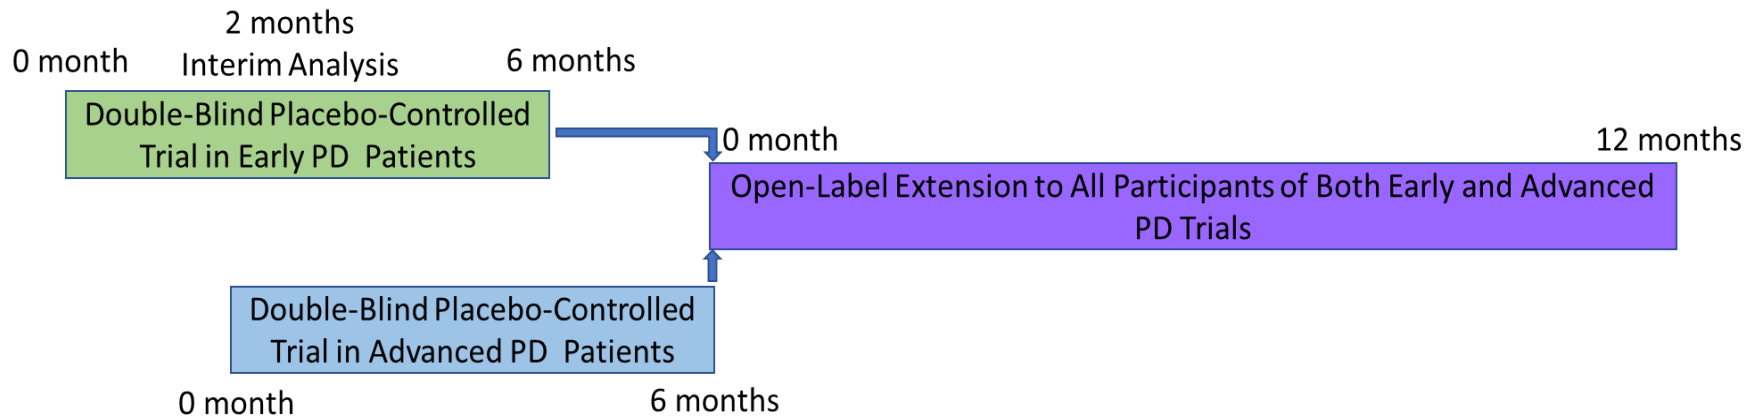 2 months
0 month
Interim Analysis
6 months
Double-Blind Placebo-Controlled
Trial in Early PD Patients
0 month
12 months
Open-Label Extension to All Participants of Both Early and Advanced
PD Trials
Double-Blind Placebo-Controlled
Trial in Advanced PD Patients
0 month
6 months